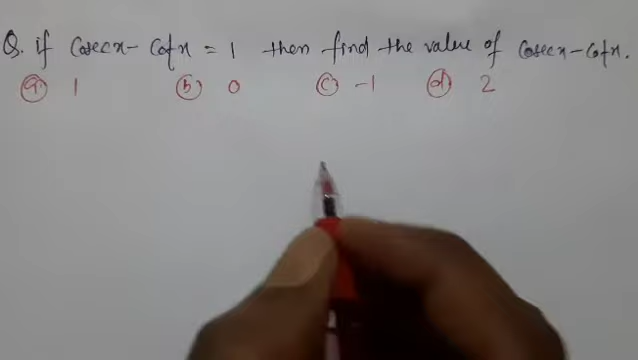 Q. if Cosecx - Cotx = 1 then find the value of Cosecx - Cotx.
(a) 1 (b) 0 (c) -1 (d) 2